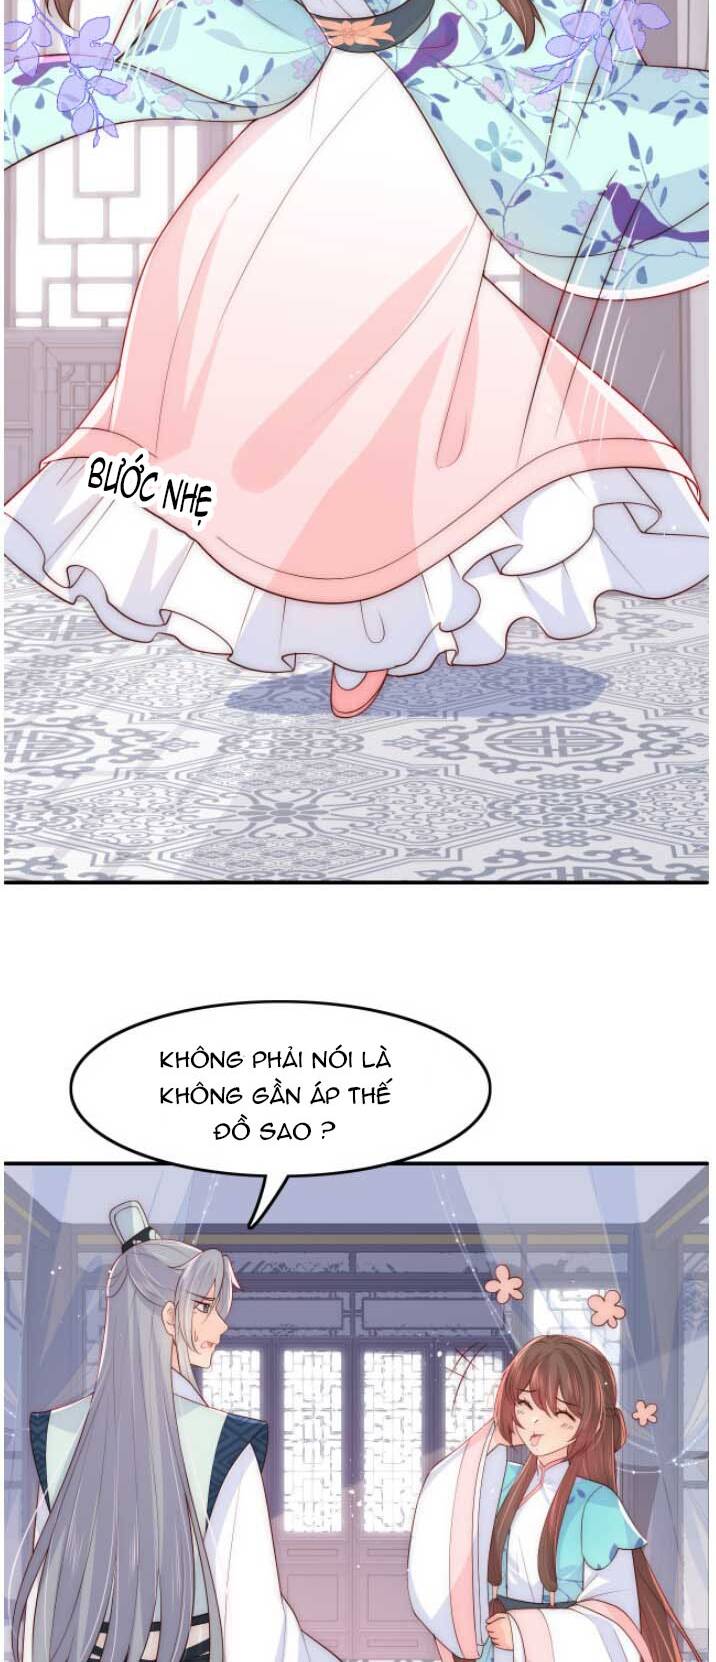 BƯỚC NHẸ
KHÔNG PHẢI NÓI LÀ
KHÔNG GẦN ÁP THẾ
ĐỒ SAO ?